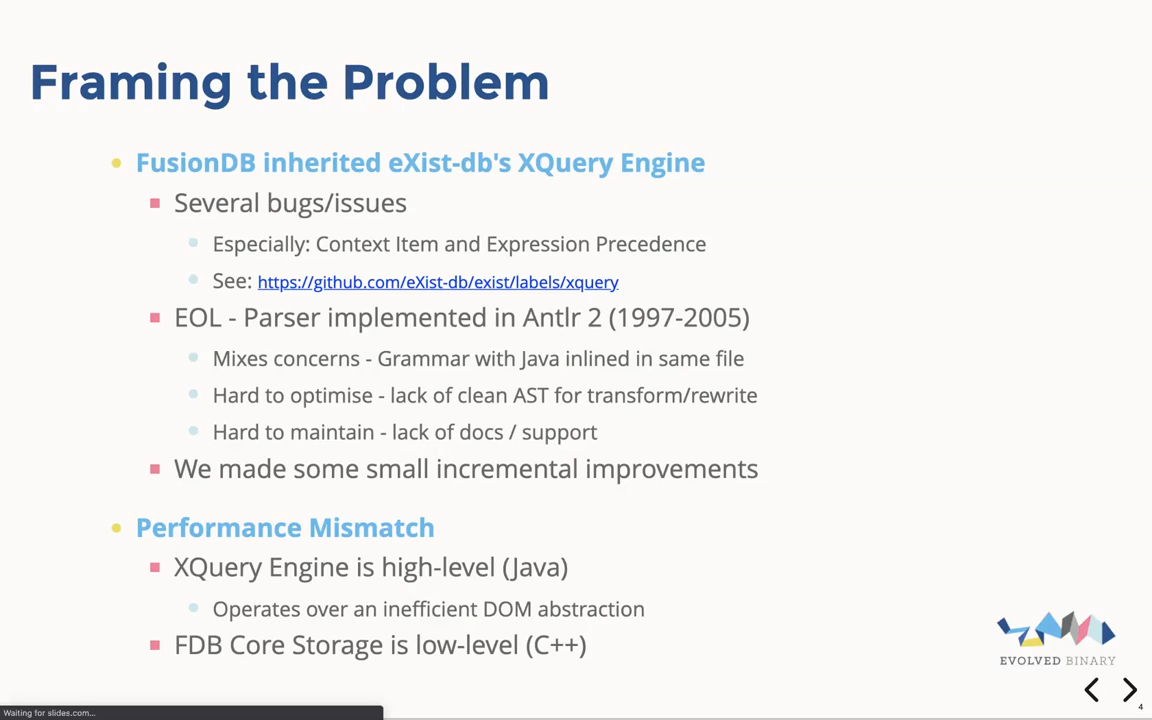 Framing the Problem
FusionDB inherited eXist-db's XQuery Engine
Several bugs/issues
Especially: Context Item and Expression Precedence
See: https://github.com/eXist-db/exist/labels/xquery
EOL - Parser implemented in Antlr 2 (1997-2005)
Mixes concerns - Grammar with Java inlined in same file
Hard to optimise - lack of clean AST for transform/rewrite
Hard to maintain - lack of docs / support
We made some small incremental improvements
Performance Mismatch
XQuery Engine is high-level (Java)
Operates over an inefficient DOM abstraction
FDB Core Storage is low-level (C++)
EVOLVED BINARY
4
Waiting for slides.com...